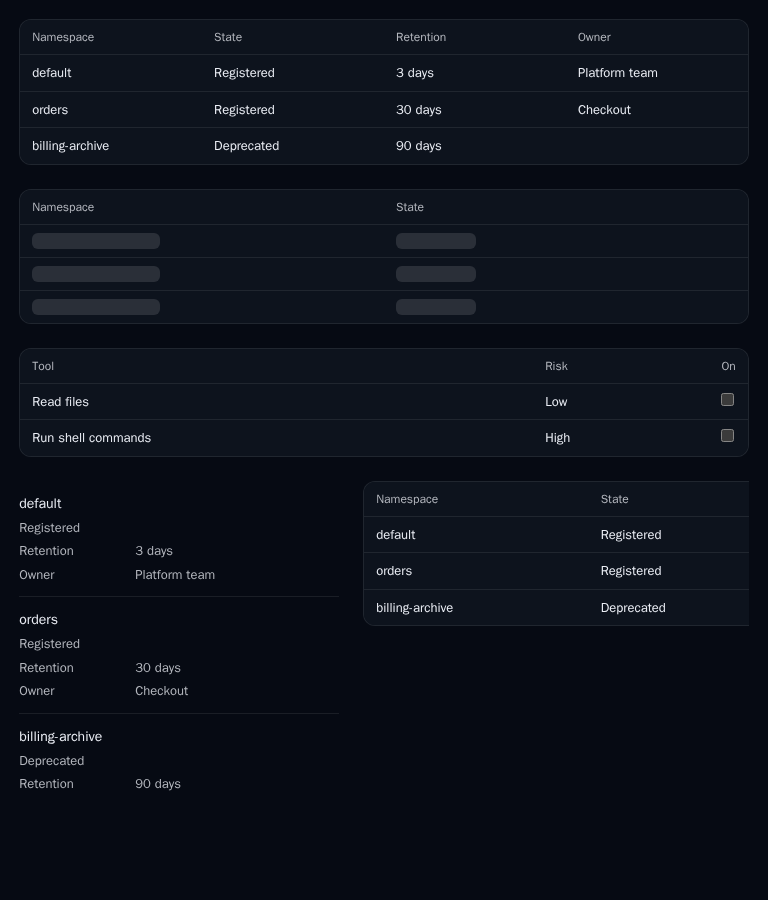 Namespace State Retention Owner
default Registered 3 days Platform team
orders Registered 30 days Checkout
billing-archive Deprecated 90 days
Namespace State
Tool Risk On
Read files Low
Run shell commands High
default
Registered
Retention 3 days
Owner Platform team
orders
Registered
Retention 30 days
Owner Checkout
billing-archive
Deprecated
Retention 90 days
Namespace State
default Registered
orders Registered
billing-archive Deprecated